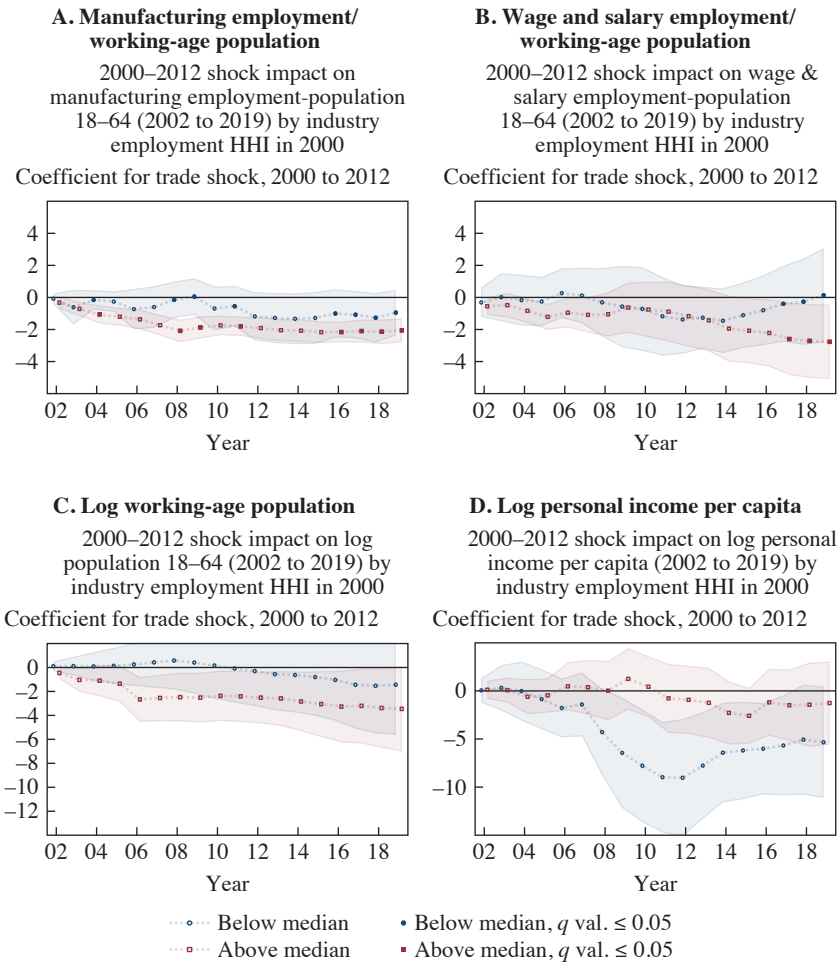 A. Manufacturing employment/
working-age population
2000–2012 shock impact on
manufacturing employment-population
18–64 (2002 to 2019) by industry
employment HHI in 2000
Coefficient for trade shock, 2000 to 2012
4
2
0
–2
–4
02 04 06 08 10 12 14 16 18
Year
B. Wage and salary employment/
working-age population
2000–2012 shock impact on wage &
salary employment-population
18–64 (2002 to 2019) by industry
employment HHI in 2000
Coefficient for trade shock, 2000 to 2012
4
2
0
–2
–4
02 04 06 08 10 12 14 16 18
Year
C. Log working-age population
2000–2012 shock impact on log
population 18–64 (2002 to 2019) by
industry employment HHI in 2000
Coefficient for trade shock, 2000 to 2012
0
–2
–4
–6
–8
–10
–12
02 04 06 08 10 12 14 16 18
Year
D. Log personal income per capita
2000–2012 shock impact on log personal
income per capita (2002 to 2019) by
industry employment HHI in 2000
Coefficient for trade shock, 2000 to 2012
0
–5
–10
02 04 06 08 10 12 14 16 18
Year
Below median
Below median, q val. ≤ 0.05
Above median
Above median, q val. ≤ 0.05